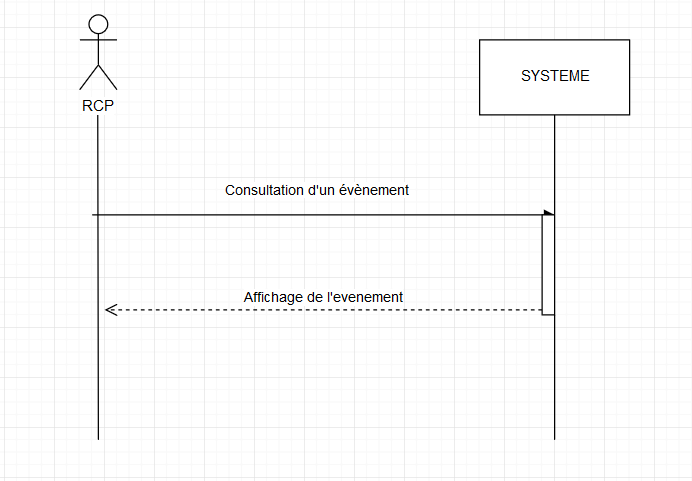 RCP
SYSTEME
Consultation d'un évènement
Affichage de l'evenement